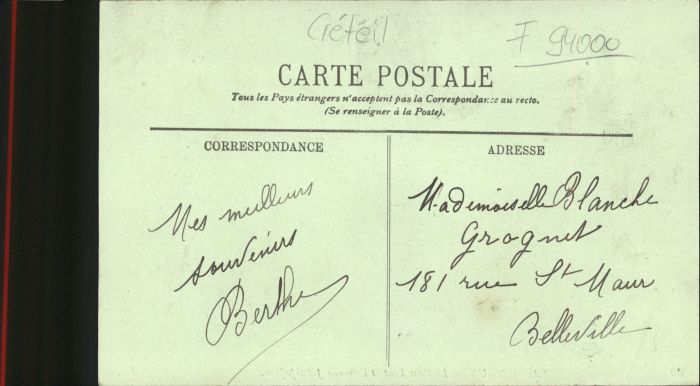 Créteil
F 94000
CARTE POSTALE
Tous les Pays étrangers n'acceptent pas la Correspondance au recto.
(Se renseigner à la Poste).
CORRESPONDANCE
Mes meilleurs
souvenirs
Berthe
ADRESSE
Mademoiselle Blanche
Grognet
181 rue St Maur
Belleville